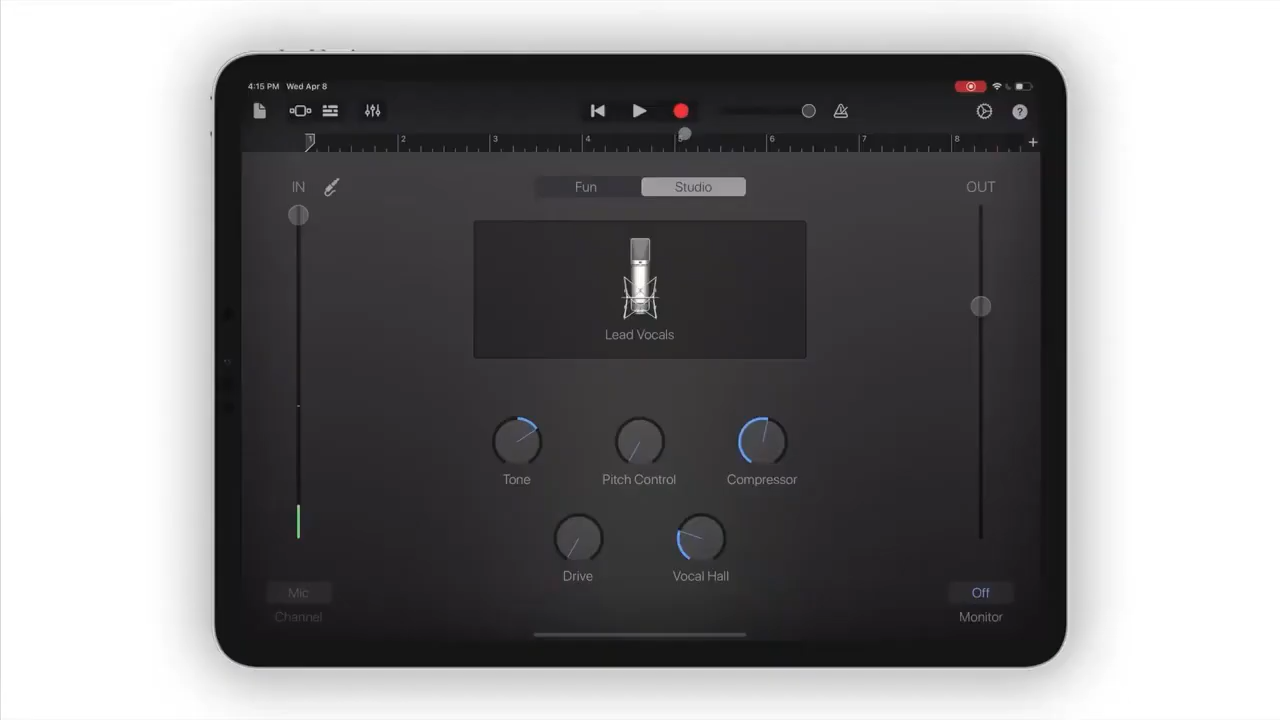 4:15 PM Wed Apr 8
1 2 3 4 5 6 7 8 +
IN Fun Studio OUT
Lead Vocals
Tone Pitch Control Compressor
Drive Vocal Hall
Mic Off
Channel Monitor